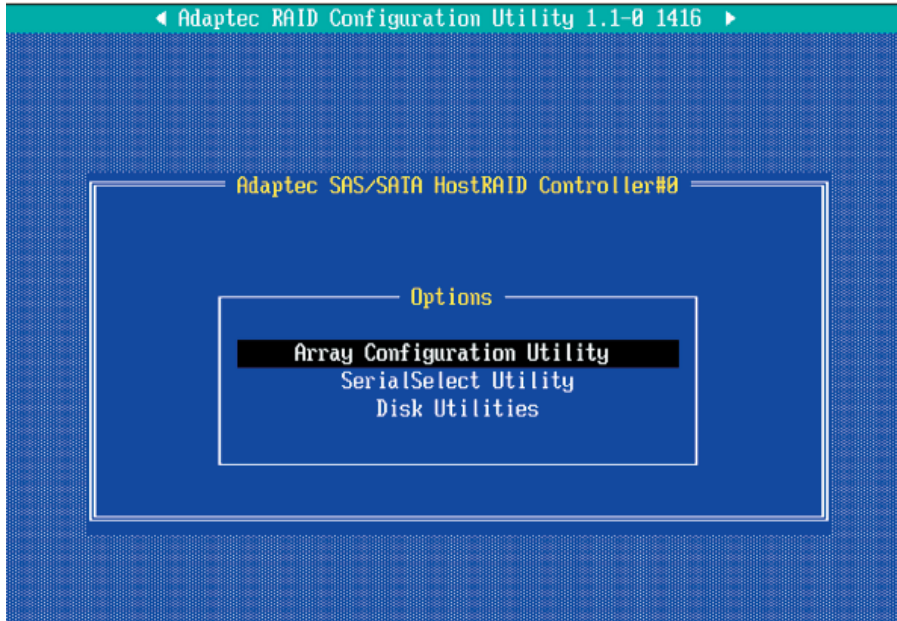 Adaptec RAID Configuration Utility 1.1-0 1416
Adaptec SAS/SATA HostRAID Controller#0
Options
Array Configuration Utility
SerialSelect Utility
Disk Utilities